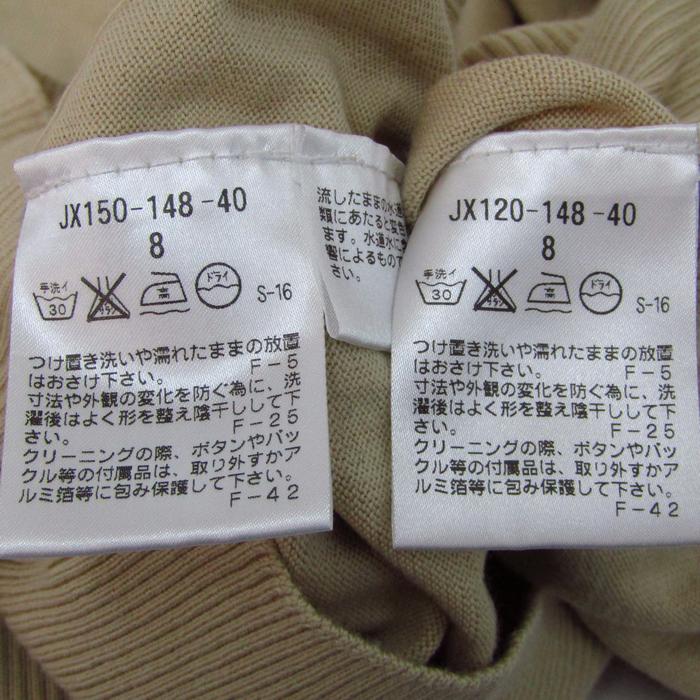 JX150-148-40
8
手洗イ
30
高
ドライ
S-16
つけ置き洗いや濡れたままの放置
はおさけ下さい。 F-5
寸法や外観の変化を防ぐ為に、洗
濯後はよく形を整え陰干しして下
さい。 F-25
クリーニングの際、ボタンやバッ
クル等の付属品は、取り外すかア
ルミ箔等に包み保護して下さい。
F-42
流したままの水道
類にあたると変色
ます。水道水に含
響によるもので
さい。
JX120-148-40
8
手洗イ
30
高
ドライ
S-16
つけ置き洗いや濡れたままの放置
はおさけ下さい。 F-5
寸法や外観の変化を防ぐ為に、洗
濯後はよく形を整え陰干しして下
さい。 F-25
クリーニングの際、ボタンやバッ
クル等の付属品は、取り外すかア
ルミ箔等に包み保護して下さい。
F-42